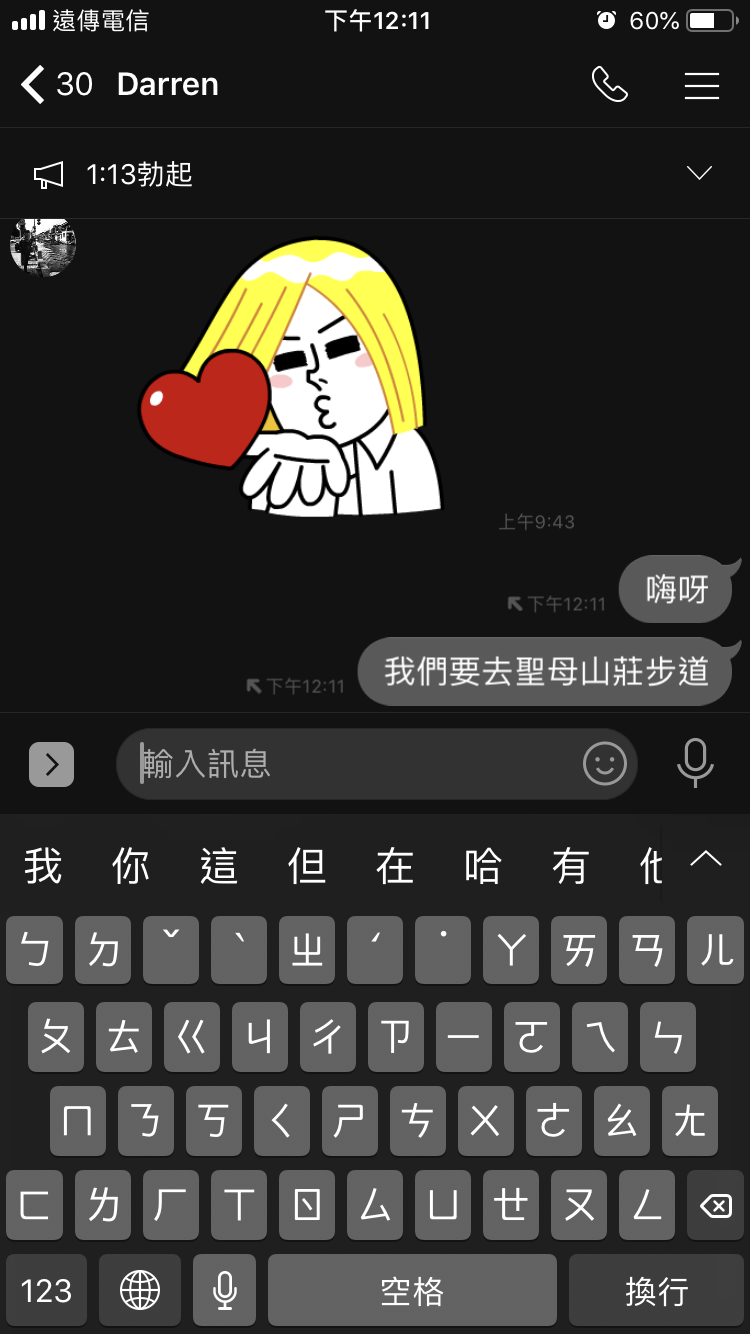 遠傳電信 下午12:11 60%
30 Darren
1:13勃起
上午9:43
嗨呀
下午12:11
我們要去聖母山莊步道
下午12:11
輸入訊息
我 你 這 但 在 哈 有 他
ㄅ ㄉ ˇ ˋ ㄓ ˊ ˙ ㄚ ㄞ ㄢ ㄦ
ㄆ ㄊ ㄍ ㄐ ㄔ ㄗ ㄧ ㄛ ㄟ ㄣ
ㄇ ㄋ ㄎ ㄑ ㄕ ㄘ ㄨ ㄜ ㄠ ㄤ
ㄈ ㄌ ㄏ ㄒ ㄖ ㄙ ㄩ ㄝ ㄡ ㄥ
123 空格 換行